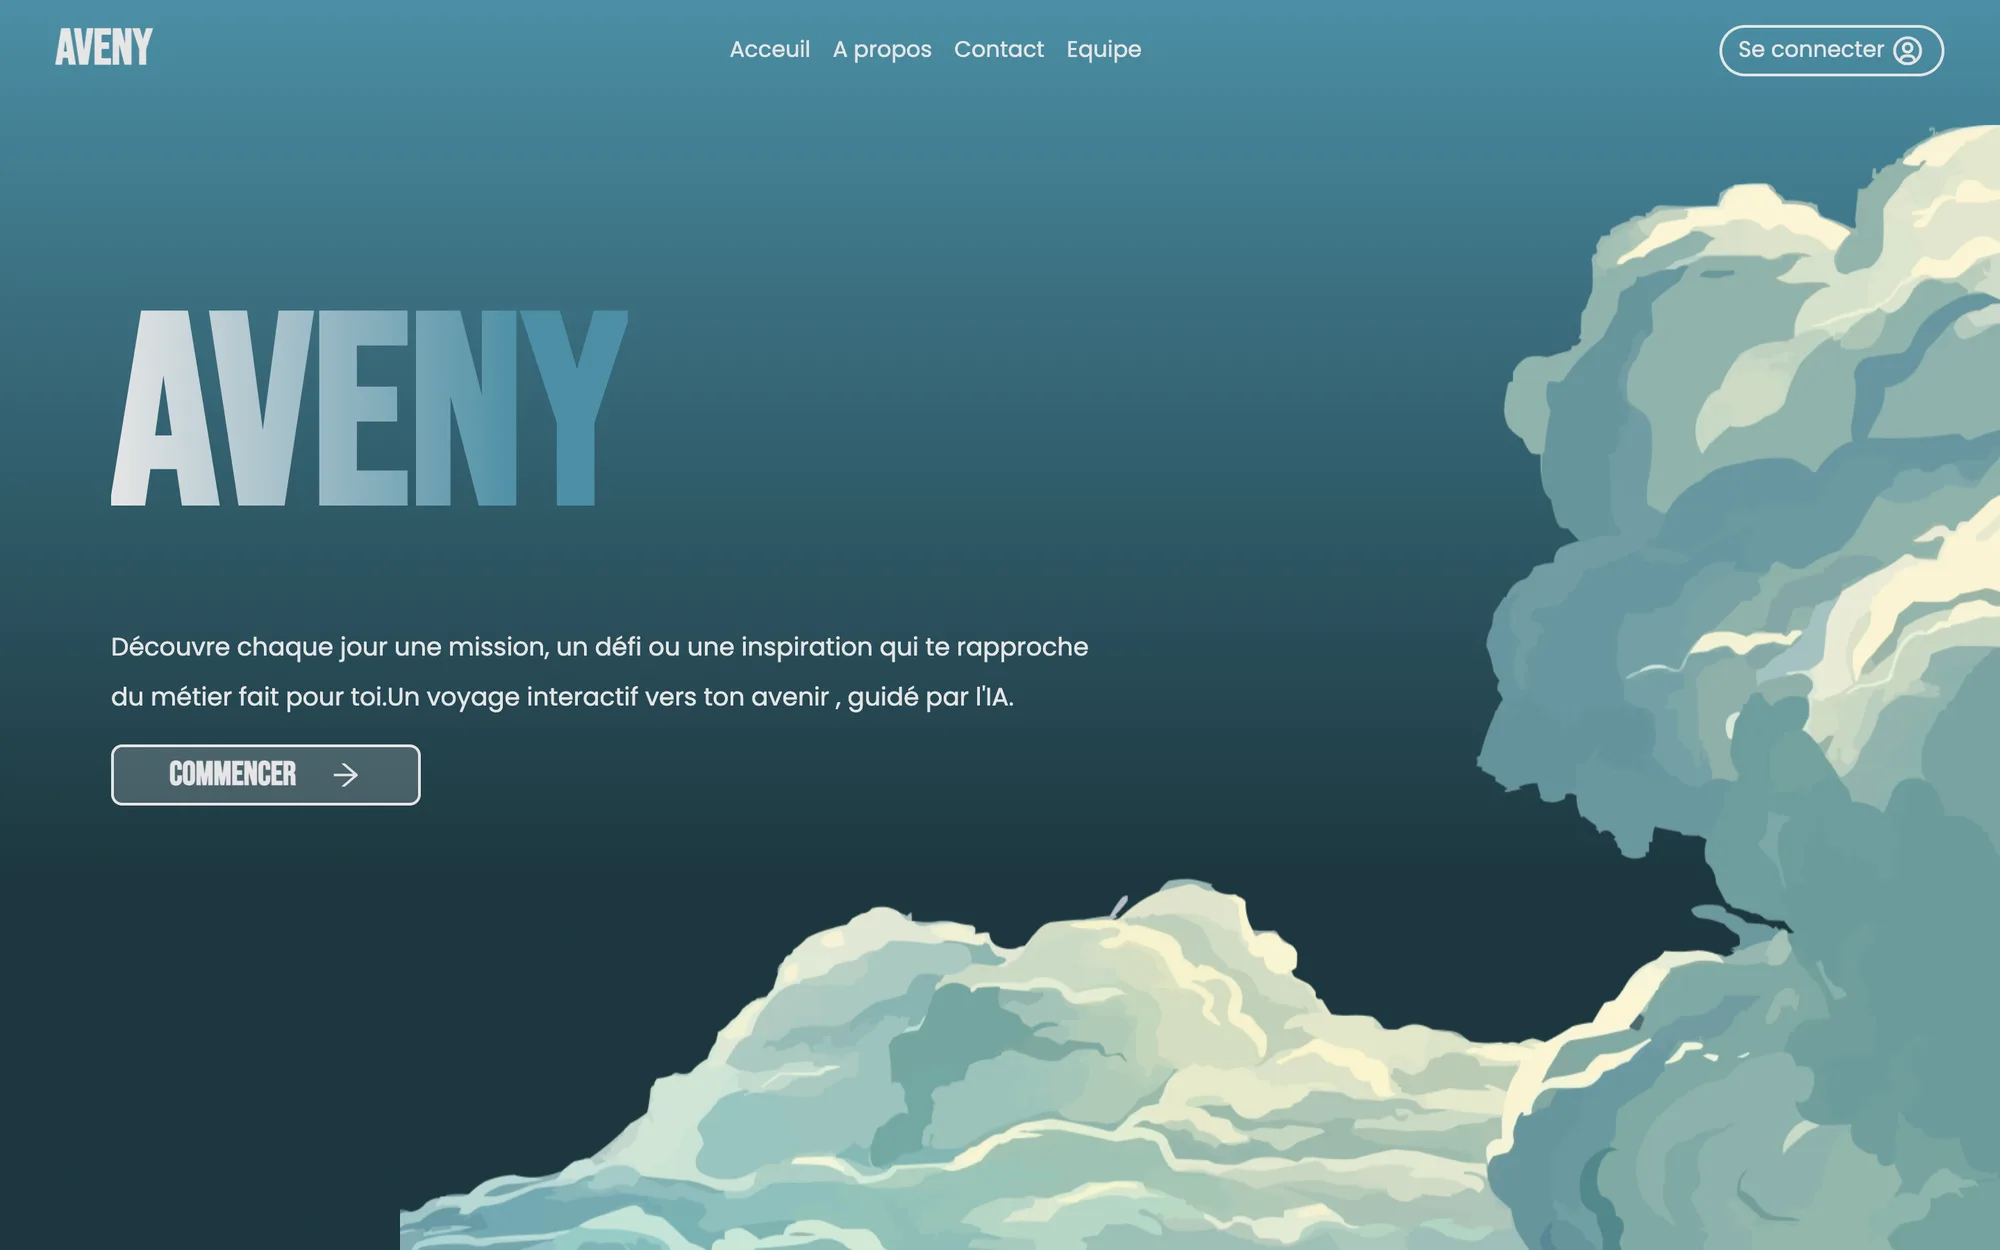 AVENY
Acceuil A propos Contact Equipe
Se connecter
AVENY
Découvre chaque jour une mission, un défi ou une inspiration qui te rapproche
du métier fait pour toi.Un voyage interactif vers ton avenir , guidé par l'IA.
COMMENCER